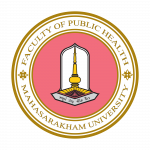 FACULTY OF PUBLIC HEALTH
MAHASARAKHAM UNIVERSITY